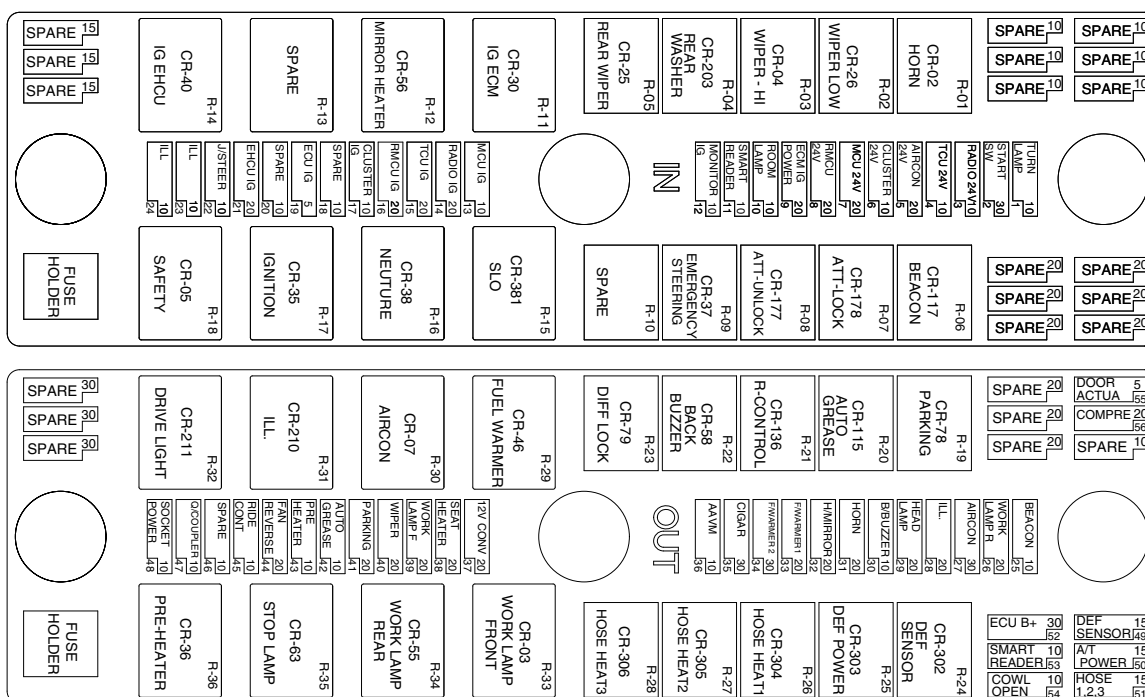 SPARE 15
SPARE 15
SPARE 15
CR-40
IG EHCU
R-14
SPARE
R-13
CR-56
MIRROR HEATER
R-12
CR-30
IG ECM
R-11
CR-25
REAR WIPER
R-05
CR-203
REAR
WASHER
R-04
CR-04
WIPER - HI
R-03
CR-26
WIPER LOW
R-02
CR-02
HORN
R-01
SPARE 10
SPARE 10
SPARE 10
SPARE 10
SPARE 10
SPARE 10
ILL 10 24
ILL 10 23
J/STEER 10 22
EHCU IG 20 21
SPARE 10 20
ECU IG 5 19
SPARE 10 18
CLUSTER IG 10 17
RMCU IG 20 16
TCU IG 20 15
RADIO IG 20 14
MCU IG 10 13
IN
MONITOR IG 10 12
SMART READER 10 11
ROOM LAMP 10 10
ECM IG POWER 20 9
RMCU 24V 20 8
MCU 24V 20 7
CLUSTER 24V 10 6
AIRCON 24V 20 5
TCU 24V 10 4
RADIO 24V 10 3
START SW 30 2
TURN LAMP 10 1
FUSE
HOLDER
CR-05
SAFETY
R-18
CR-35
IGNITION
R-17
CR-38
NEUTURE
R-16
CR-381
SLO
R-15
SPARE
R-10
CR-37
EMERGENCY
STEERING
R-09
CR-177
ATT-UNLOCK
R-08
CR-178
ATT-LOCK
R-07
CR-117
BEACON
R-06
SPARE 20
SPARE 20
SPARE 20
SPARE 20
SPARE 20
SPARE 20
SPARE 30
SPARE 30
SPARE 30
CR-211
DRIVE LIGHT
R-32
CR-210
ILL.
R-31
CR-07
AIRCON
R-30
CR-46
FUEL WARMER
R-29
CR-79
DIFF LOCK
R-23
CR-58
BACK
BUZZER
R-22
CR-136
R-CONTROL
R-21
CR-115
AUTO
GREASE
R-20
CR-78
PARKING
R-19
SPARE 20
SPARE 20
SPARE 20
DOOR ACTUA 5 55
COMPRE 20 56
SPARE 10
SOCKET POWER 10 48
Q/COUPLER 10 47
SPARE 10 46
RIDE CONT 10 45
FAN REVERSE 20 44
PRE HEATER 10 43
AUTO GREASE 10 42
PARKING 20 41
WIPER 20 40
WORK LAMP F 20 39
SEAT HEATER 20 38
12V CONV 20 37
OUT
AAVM 10 36
CIGAR 30 35
F/WARMER 2 30 34
F/WARMER1 20 33
H/MIRROR 20 32
HORN 20 31
B/BUZZER 10 30
HEAD LAMP 20 29
ILL. 20 28
AIRCON 30 27
WORK LAMP R 20 26
BEACON 10 25
FUSE
HOLDER
CR-36
PRE-HEATER
R-36
CR-63
STOP LAMP
R-35
CR-55
WORK LAMP
REAR
R-34
CR-03
WORK LAMP
FRONT
R-33
CR-306
HOSE HEAT3
R-28
CR-305
HOSE HEAT2
R-27
CR-304
HOSE HEAT1
R-26
CR-303
DEF POWER
R-25
CR-302
DEF
SENSOR
R-24
ECU B+ 30 52
SMART READER 10 53
COWL OPEN 10 54
DEF SENSOR 15 49
A/T POWER 15 50
HOSE 1,2,3 15